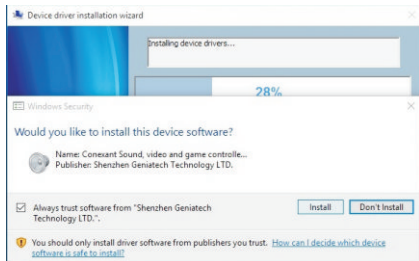 Device driver installation wizard
Installing device drivers...
28%
Windows Security
Would you like to install this device software?
Name: Conexant Sound, video and game controlle...
Publisher: Shenzhen Geniatech Technology LTD.
Always trust software from "Shenzhen Geniatech
Technology LTD.".
Install
Don't Install
You should only install driver software from publishers you trust. How can I decide which device
software is safe to install?